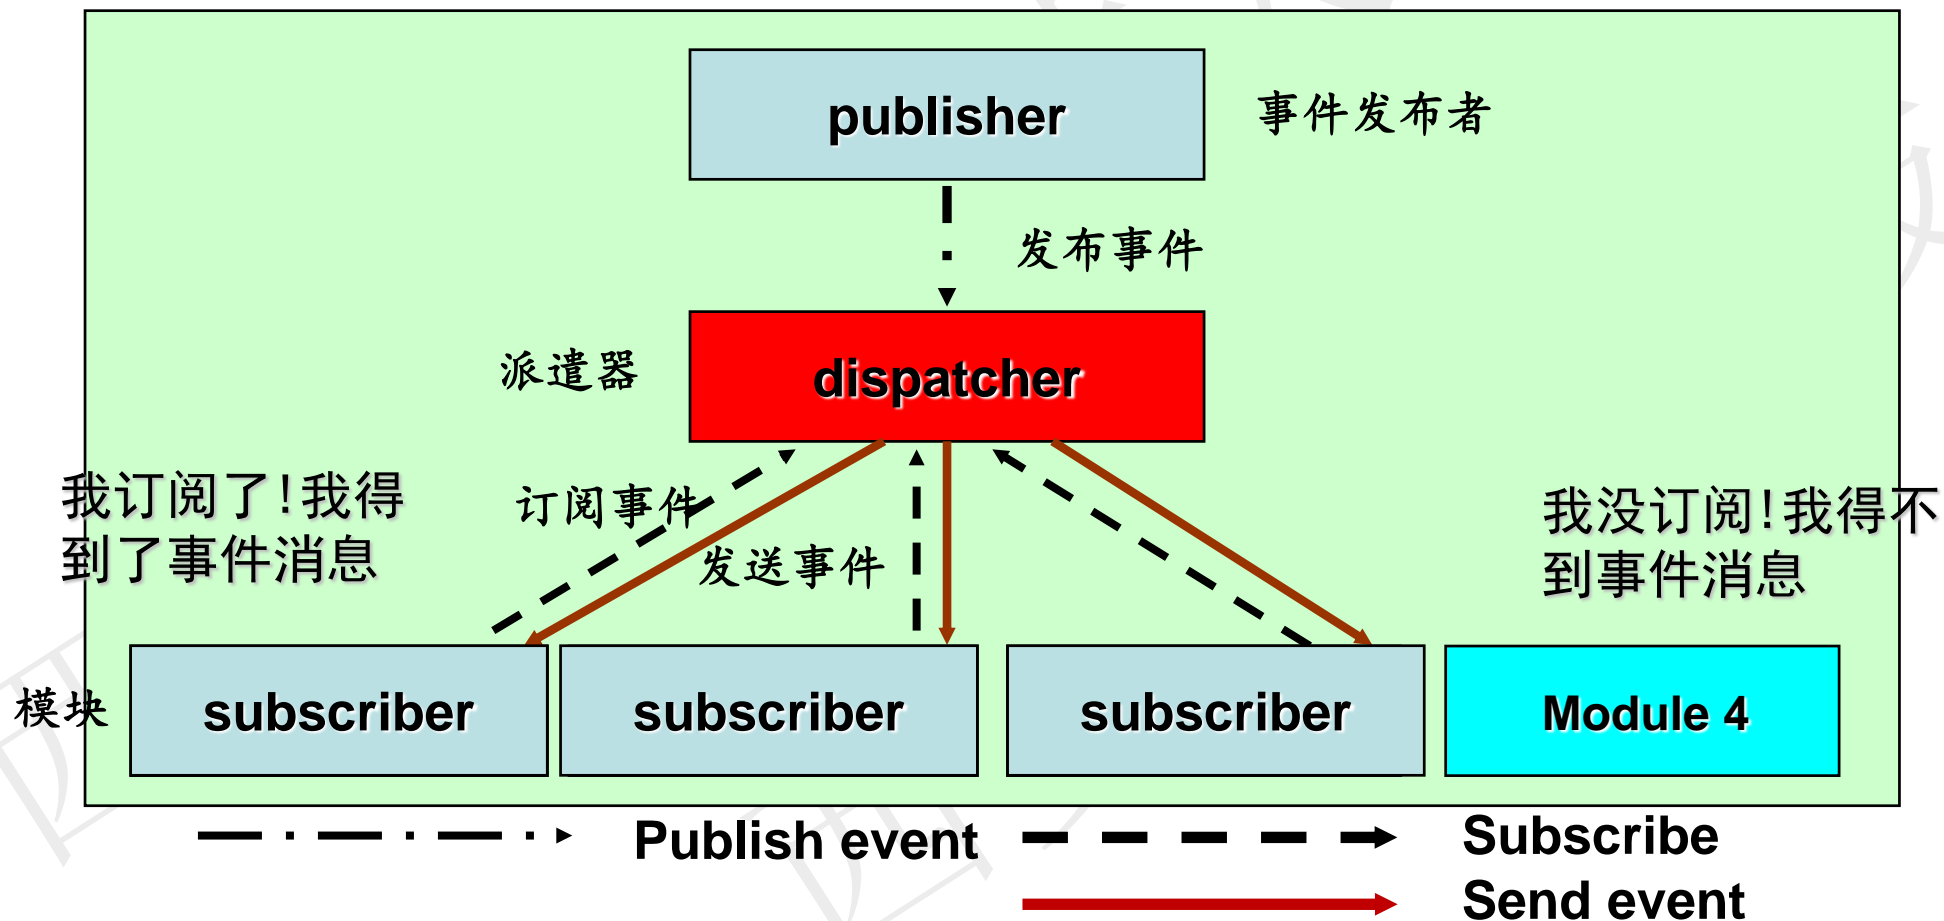 publisher
事件发布者
发布事件
派遣器
dispatcher
我订阅了!我得
到了事件消息
订阅事件
发送事件
我没订阅!我得不
到事件消息
模块
subscriber
subscriber
subscriber
Module 4
Publish event
Subscribe
Send event